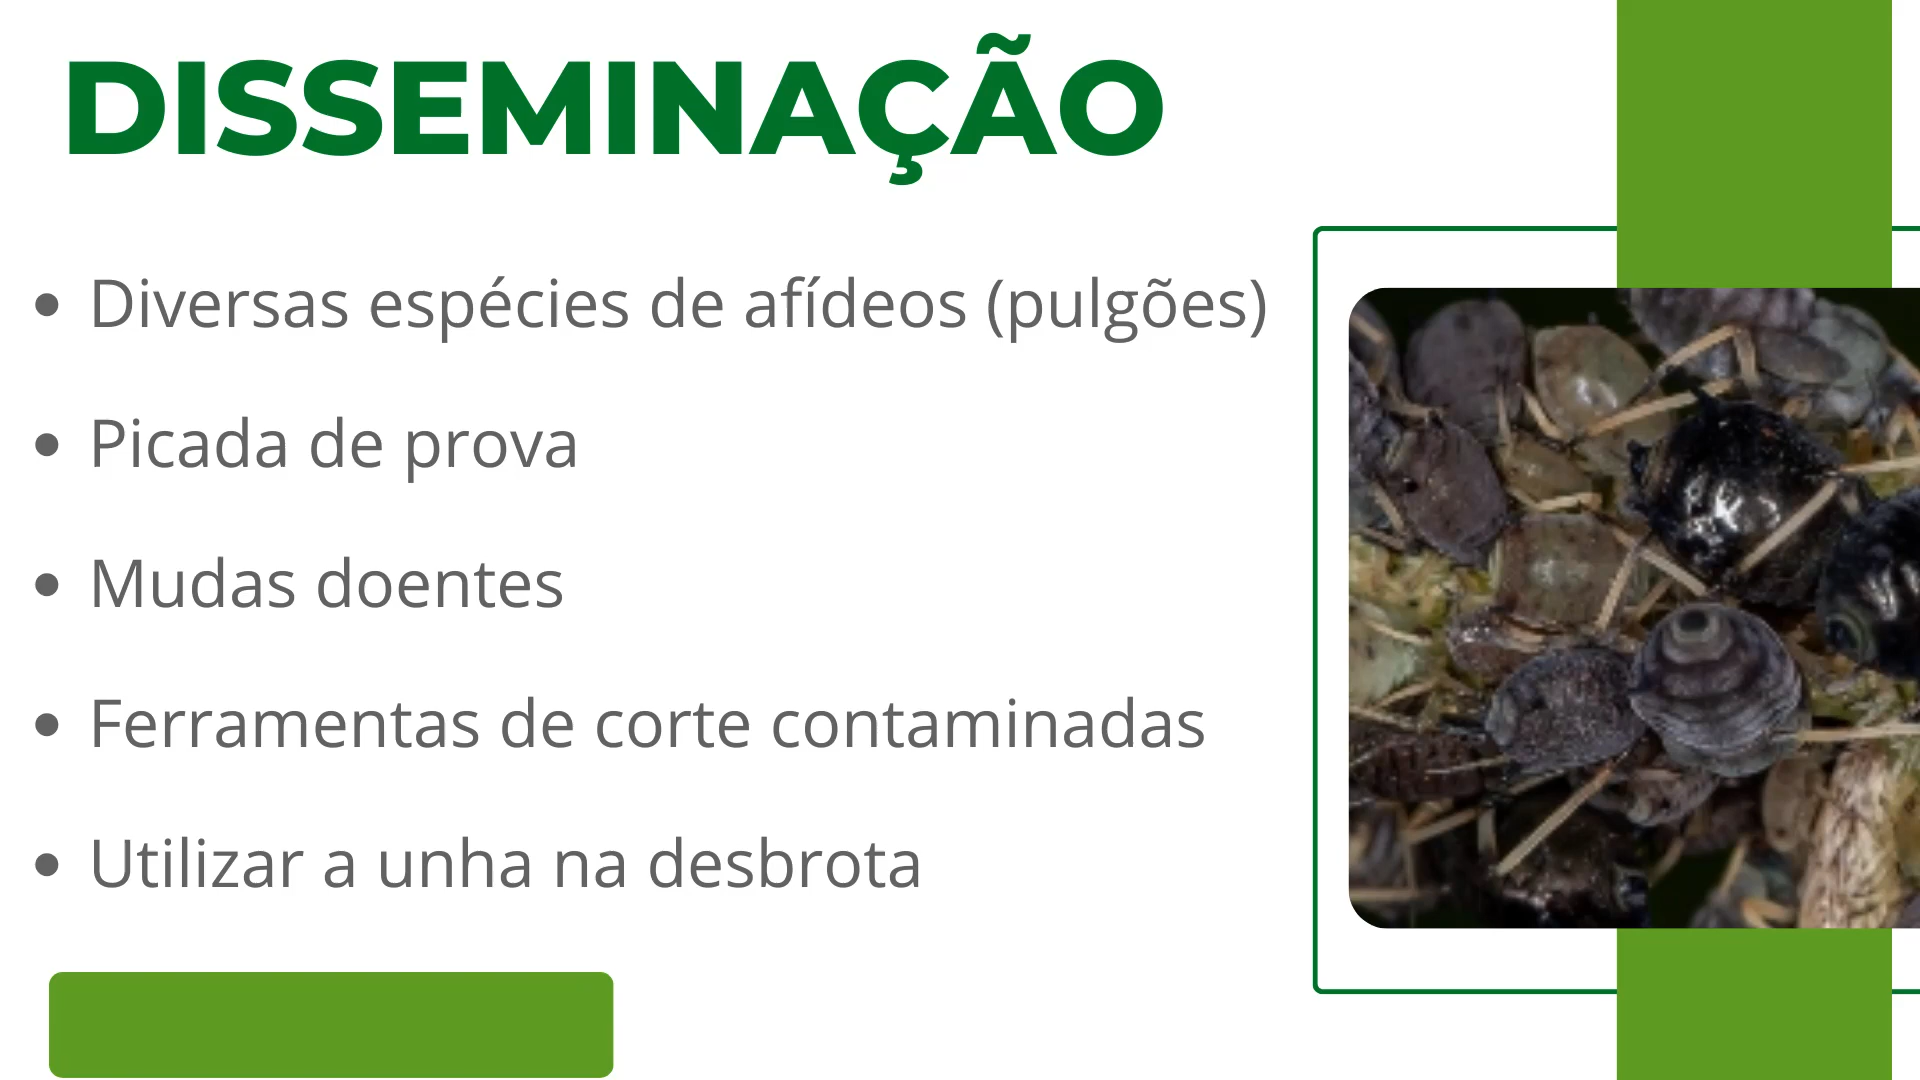 DISSEMINAÇÃO
• Diversas espécies de afídeos (pulgões)
• Picada de prova
• Mudas doentes
• Ferramentas de corte contaminadas
• Utilizar a unha na desbrota